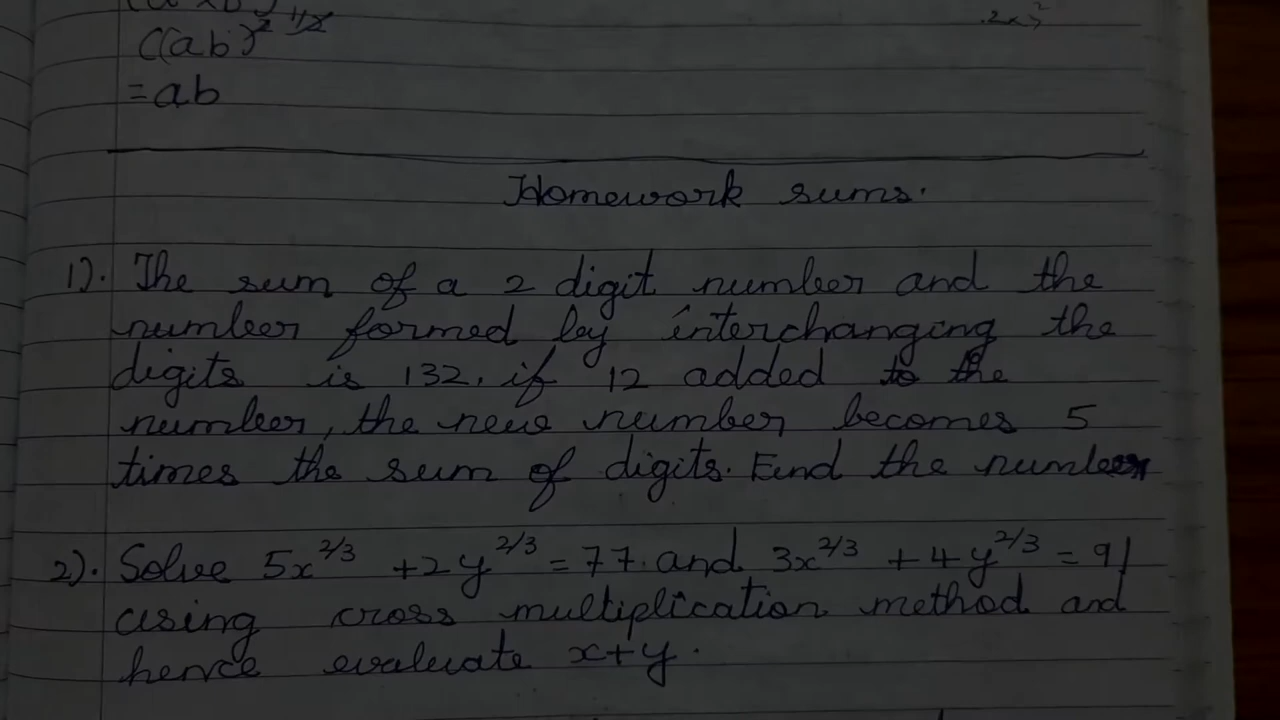 ((ab)² 1/2
= ab
Homework sums.
1). The sum of a 2 digit number and the
number formed by interchanging the
digits is 132, if 12 added to the
number, the new number becomes 5
times the sum of digits. Find the number
2). Solve 5x^2/3 + 2y^2/3 = 77. and 3x^2/3 + 4y^2/3 = 91
using cross multiplication method and
hence evaluate x+y.